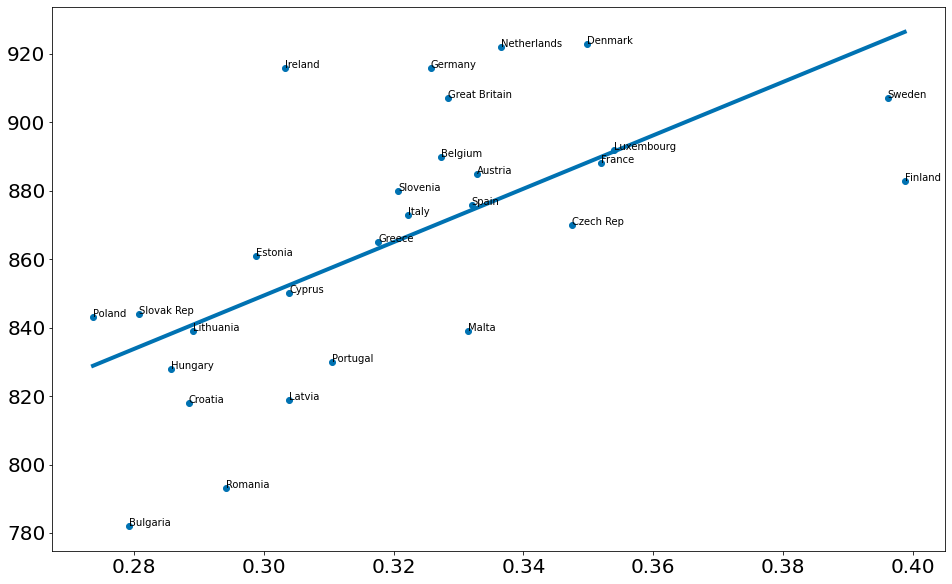 920
900
880
860
840
820
800
780
Netherlands
Denmark
Ireland
Germany
Great Britain
Sweden
Belgium
Luxembourg
France
Austria
Finland
Slovenia
Spain
Italy
Czech Rep
Greece
Estonia
Cyprus
Poland
Slovak Rep
Lithuania
Malta
Hungary
Portugal
Croatia
Latvia
Romania
Bulgaria
0.28 0.30 0.32 0.34 0.36 0.38 0.40